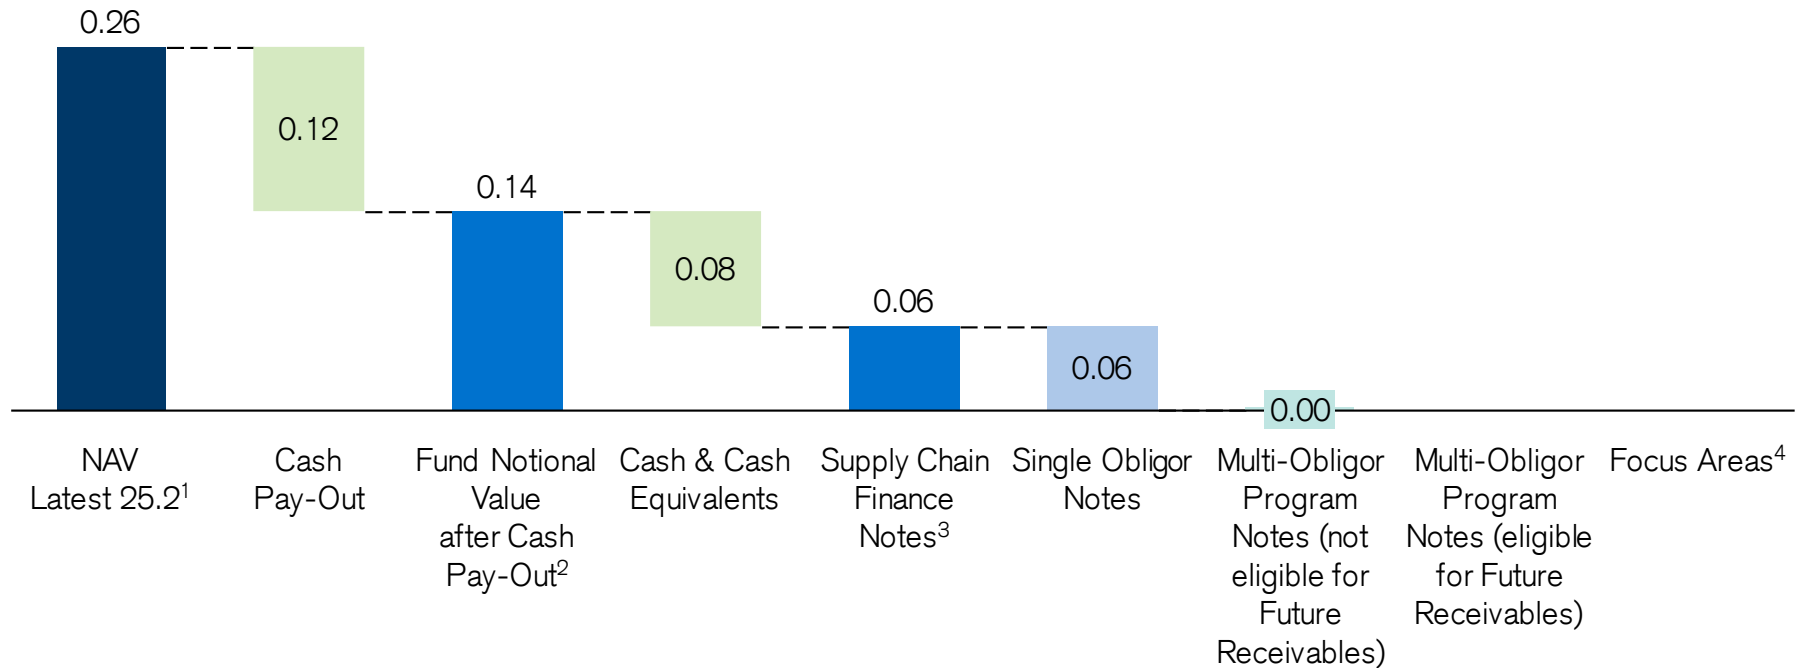 0.26
0.12
0.14
0.08
0.06
0.06
0.00
NAV
Latest 25.2¹
Cash
Pay-Out
Fund Notional
Value
after Cash
Pay-Out²
Cash & Cash
Equivalents
Supply Chain
Finance
Notes³
Single Obligor
Notes
Multi-Obligor
Program
Notes (not
eligible for
Future
Receivables)
Multi-Obligor
Program
Notes (eligible
for Future
Receivables)
Focus Areas⁴